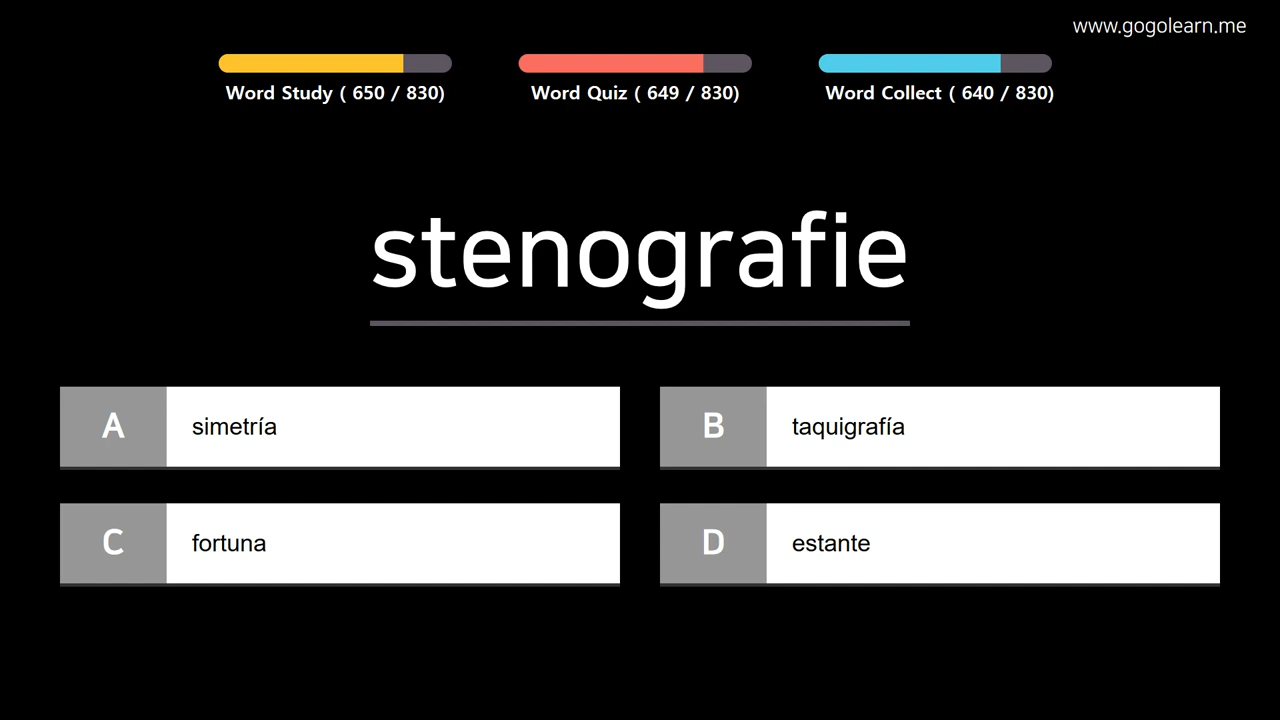 www.gogolearn.me
Word Study ( 650 / 830)
Word Quiz ( 649 / 830)
Word Collect ( 640 / 830)
stenografie
A simetría
B taquigrafía
C fortuna
D estante